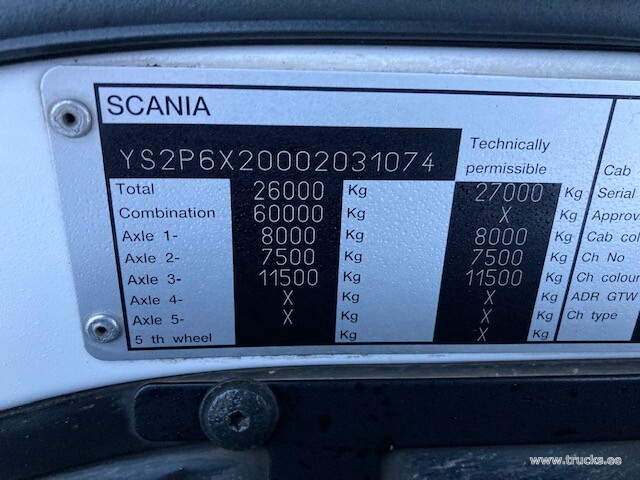 SCANIA
YS2P6X20002031074
Technically
permissible
Total 26000 Kg 27000 Kg
Combination 60000 Kg X Kg
Axle 1- 8000 Kg 8000 Kg
Axle 2- 7500 Kg 7500 Kg
Axle 3- 11500 Kg 11500 Kg
Axle 4- X Kg X Kg
Axle 5- X Kg X Kg
5 th wheel Kg X Kg
Cab
Serial
Approv
Cab col
Ch No
Ch colour
ADR GTW
Ch type
www.trucks.ee